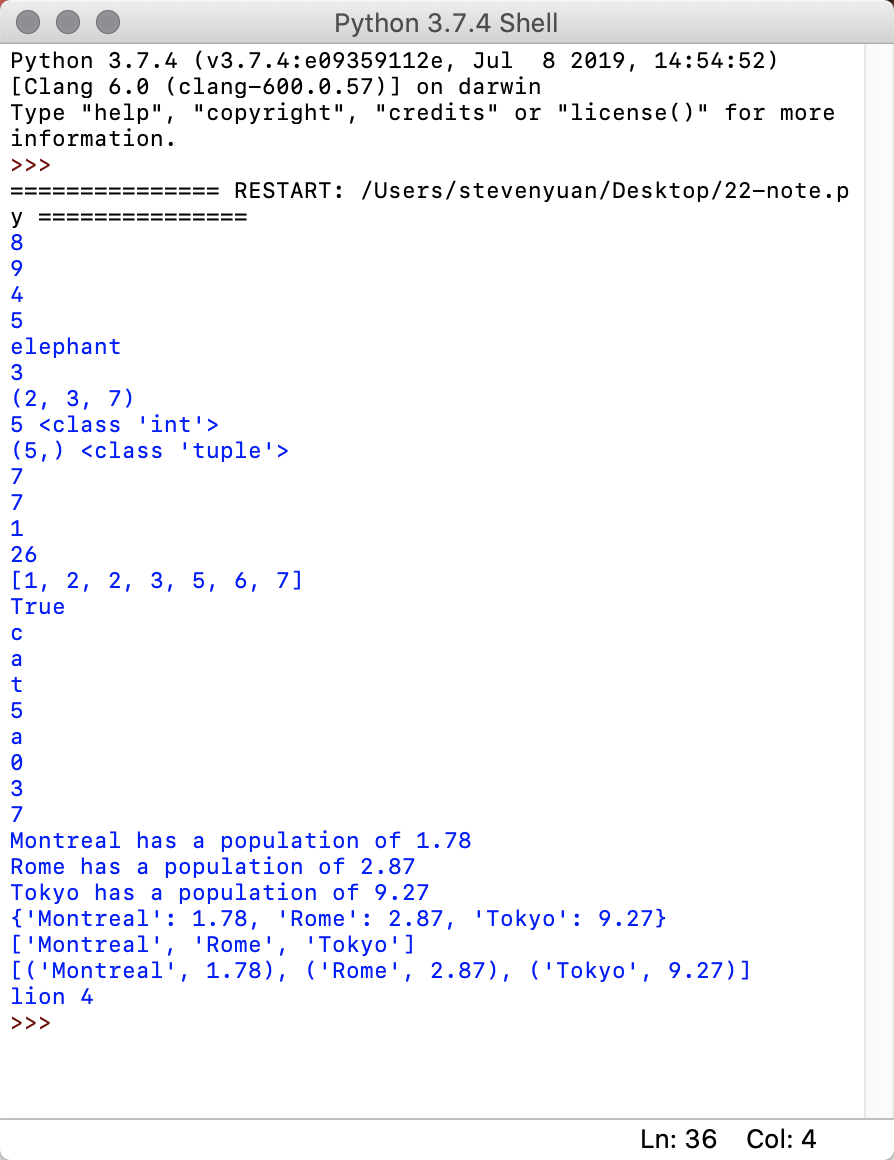 Python 3.7.4 Shell
Python 3.7.4 (v3.7.4:e09359112e, Jul  8 2019, 14:54:52)
[Clang 6.0 (clang-600.0.57)] on darwin
Type "help", "copyright", "credits" or "license()" for more
information.
>>>
=============== RESTART: /Users/stevenyuan/Desktop/22-note.p
y ===============
8
9
4
5
elephant
3
(2, 3, 7)
5 <class 'int'>
(5,) <class 'tuple'>
7
7
1
26
[1, 2, 2, 3, 5, 6, 7]
True
c
a
t
5
a
0
3
7
Montreal has a population of 1.78
Rome has a population of 2.87
Tokyo has a population of 9.27
{'Montreal': 1.78, 'Rome': 2.87, 'Tokyo': 9.27}
['Montreal', 'Rome', 'Tokyo']
[('Montreal', 1.78), ('Rome', 2.87), ('Tokyo', 9.27)]
lion 4
>>>
Ln: 36 Col: 4